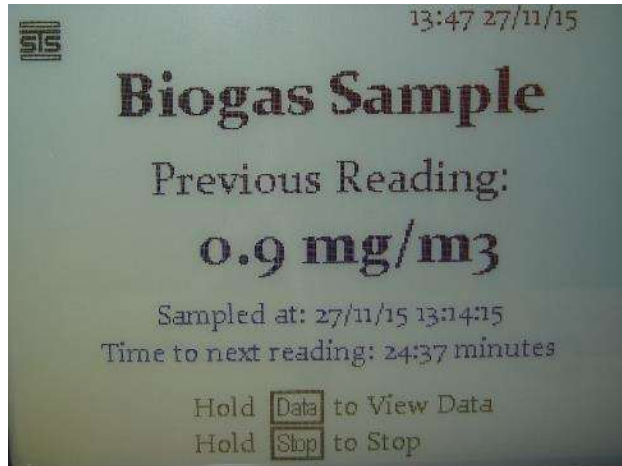 13:47 27/11/15
STS
Biogas Sample
Previous Reading:
0.9 mg/m3
Sampled at: 27/11/15 13:14:15
Time to next reading: 24:37 minutes
Hold Data to View Data
Hold Stop to Stop